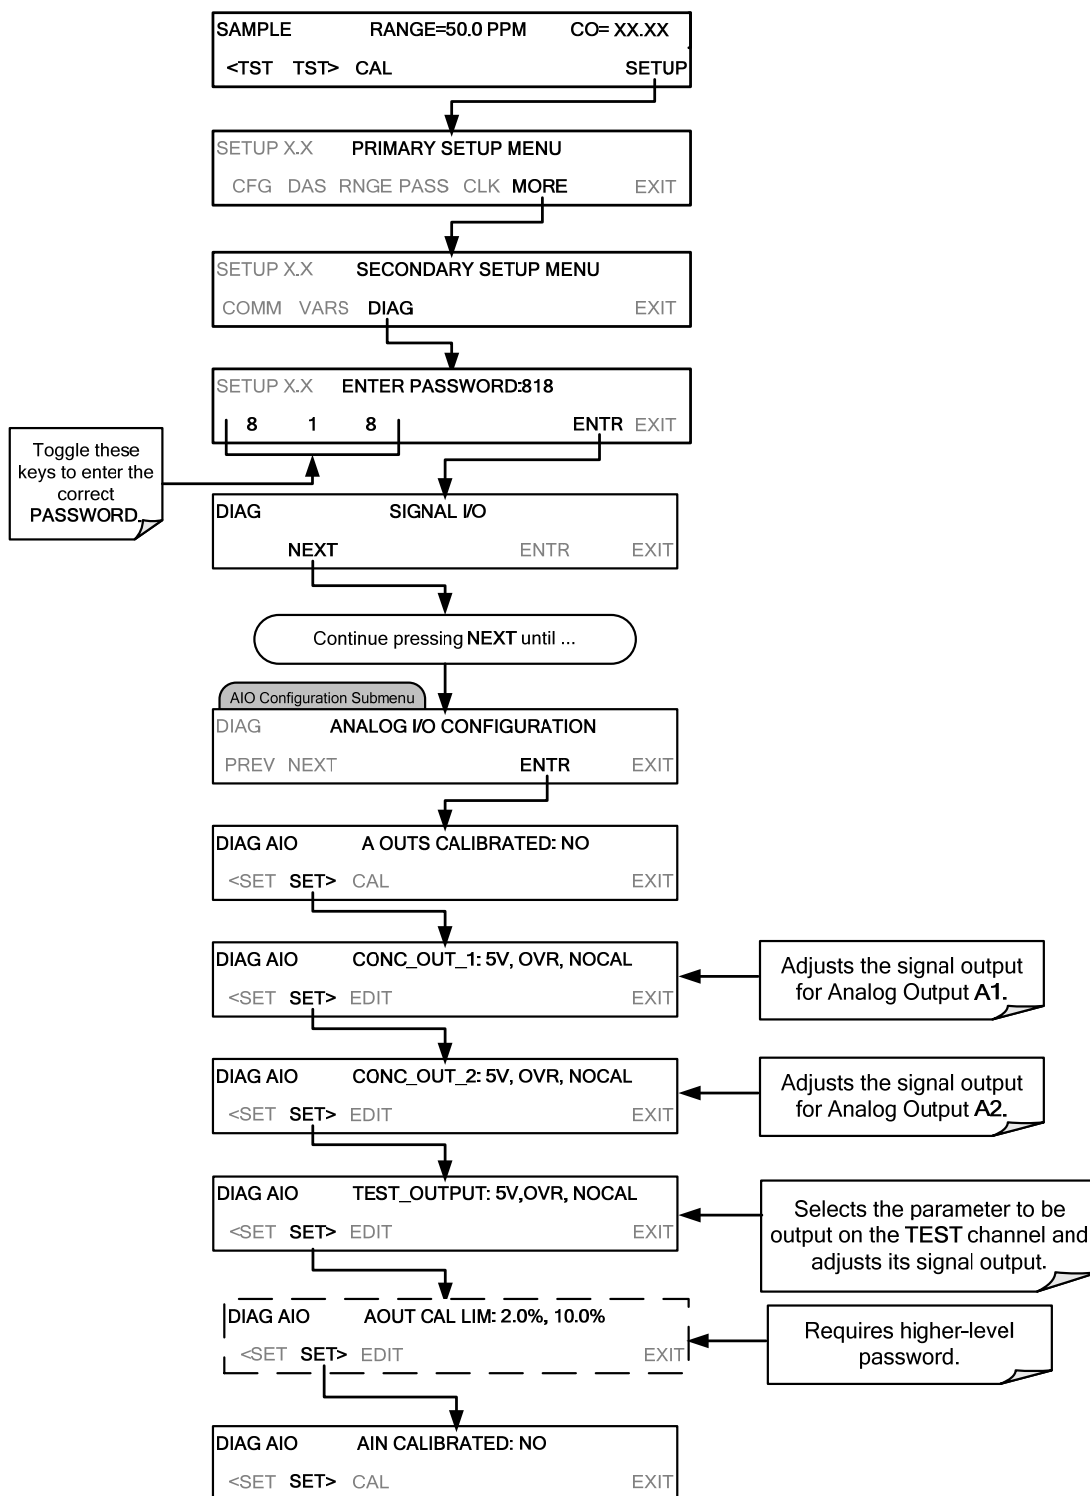 SAMPLE RANGE=50.0 PPM CO= XX.XX
<TST TST> CAL SETUP
SETUP X.X PRIMARY SETUP MENU
CFG DAS RNGE PASS CLK MORE EXIT
SETUP X.X SECONDARY SETUP MENU
COMM VARS DIAG EXIT
SETUP X.X ENTER PASSWORD:818
8 1 8 ENTR EXIT
Toggle these
keys to enter the
correct
PASSWORD.
DIAG SIGNAL I/O
NEXT ENTR EXIT
Continue pressing NEXT until ...
AIO Configuration Submenu
DIAG ANALOG I/O CONFIGURATION
PREV NEXT ENTR EXIT
DIAG AIO A OUTS CALIBRATED: NO
<SET SET> CAL EXIT
DIAG AIO CONC_OUT_1: 5V, OVR, NOCAL
<SET SET> EDIT EXIT
Adjusts the signal output
for Analog Output A1.
DIAG AIO CONC_OUT_2: 5V, OVR, NOCAL
<SET SET> EDIT EXIT
Adjusts the signal output
for Analog Output A2.
DIAG AIO TEST_OUTPUT: 5V,OVR, NOCAL
<SET SET> EDIT EXIT
Selects the parameter to be
output on the TEST channel and
adjusts its signal output.
DIAG AIO AOUT CAL LIM: 2.0%, 10.0%
<SET SET> EDIT EXIT
Requires higher-level
password.
DIAG AIO AIN CALIBRATED: NO
<SET SET> CAL EXIT